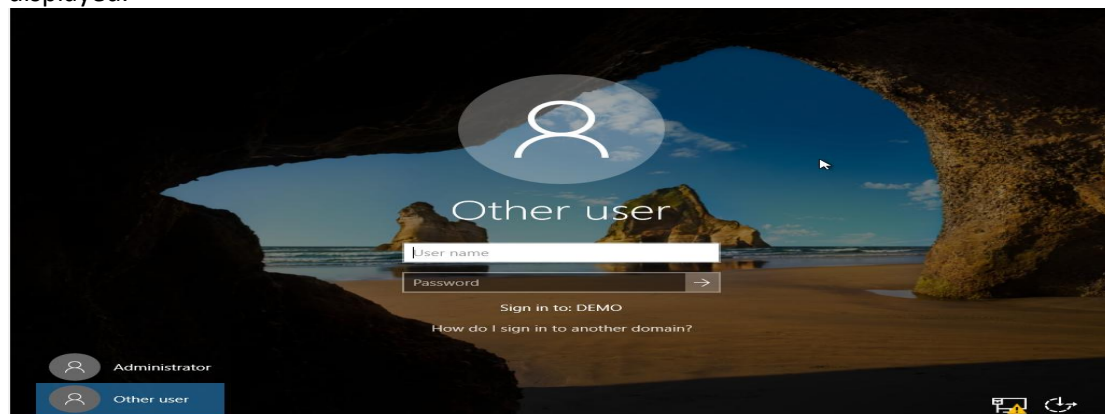 Other user
User name
Password
Sign in to: DEMO
How do I sign in to another domain?
Administrator
Other user